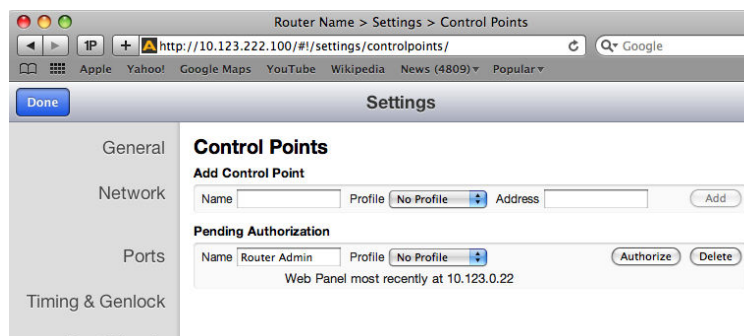 Router Name > Settings > Control Points
1P + http://10.123.222.100/#!/settings/controlpoints/ Google
Apple Yahoo! Google Maps YouTube Wikipedia News (4809) Popular
Done Settings
General
Network
Ports
Timing & Genlock
Control Points
Add Control Point
Name Profile No Profile Address Add
Pending Authorization
Name Router Admin Profile No Profile Authorize Delete
Web Panel most recently at 10.123.0.22